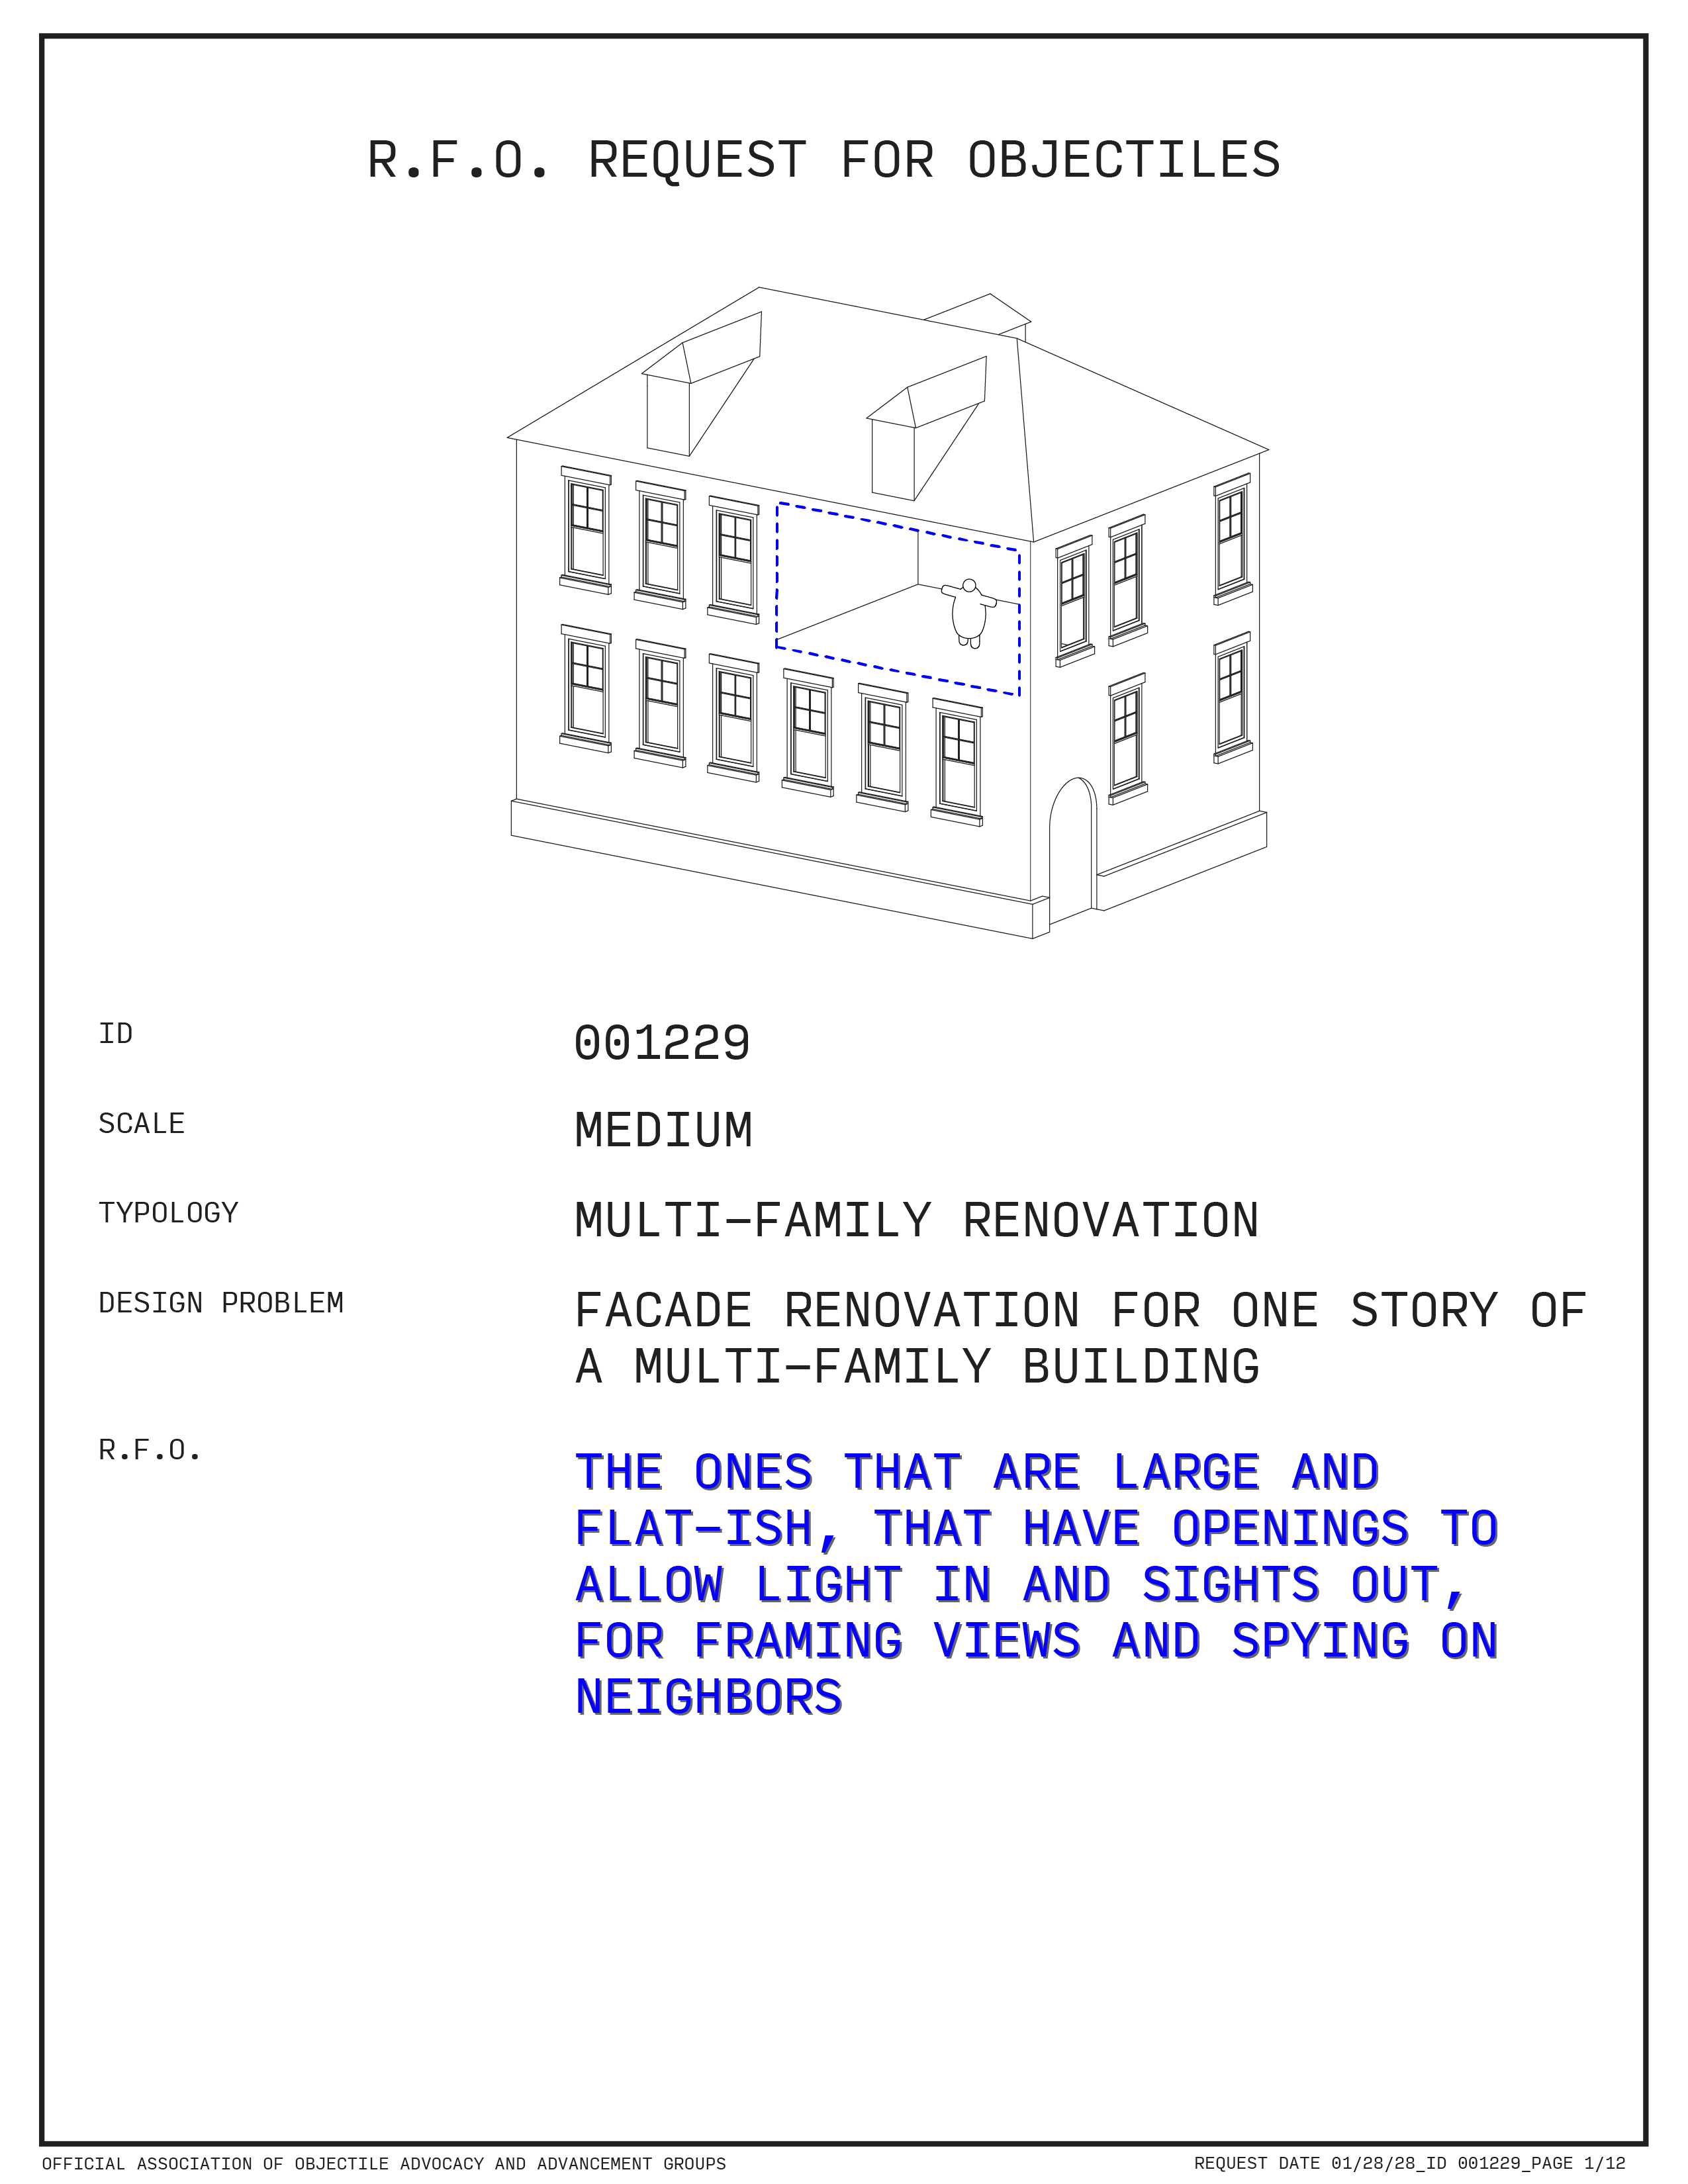 R.F.O. REQUEST FOR OBJECTILES
ID
001229
SCALE
MEDIUM
TYPOLOGY
MULTI-FAMILY RENOVATION
DESIGN PROBLEM
FACADE RENOVATION FOR ONE STORY OF
A MULTI-FAMILY BUILDING
R.F.O.
THE ONES THAT ARE LARGE AND
FLAT-ISH, THAT HAVE OPENINGS TO
ALLOW LIGHT IN AND SIGHTS OUT,
FOR FRAMING VIEWS AND SPYING ON
NEIGHBORS
OFFICIAL ASSOCIATION OF OBJECTILE ADVOCACY AND ADVANCEMENT GROUPS
REQUEST DATE 01/28/28_ID 001229_PAGE 1/12